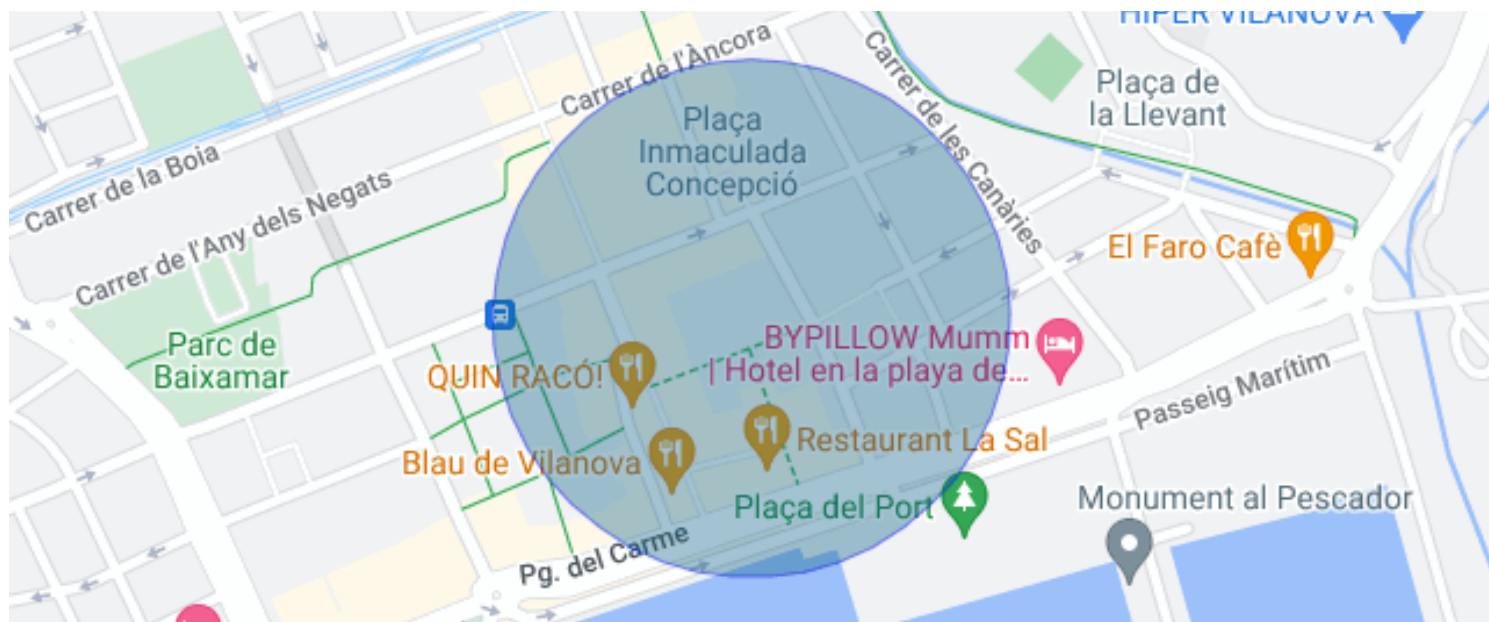 HIPER VILANOVA
Carrer de l'Àncora
Carrer de les Canàries
Plaça de
la Llevant
Plaça
Inmaculada
Concepció
Carrer de la Boia
Carrer de l'Any dels Negats
El Faro Cafè
Parc de
Baixamar
QUIN RACÓ!
BYPILLOW Mumm
| Hotel en la playa de...
Passeig Marítim
Restaurant La Sal
Blau de Vilanova
Plaça del Port
Monument al Pescador
Pg. del Carme